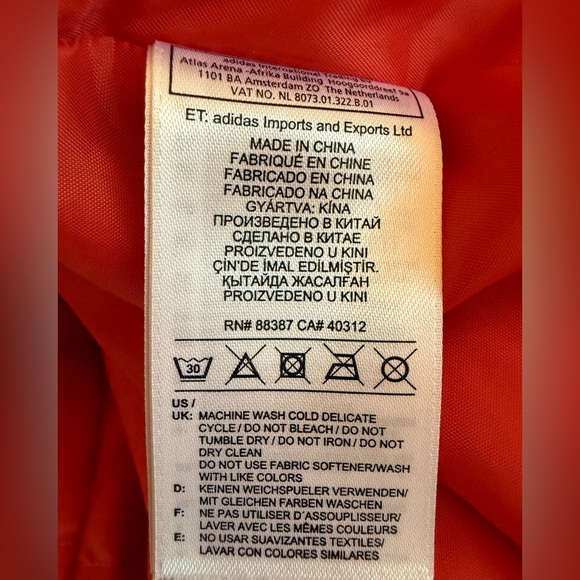 adidas International Trading BV
Atlas Arena -Afrika Building Hoogoorddreef 9a
1101 BA Amsterdam ZO The Netherlands
VAT NO. NL 8073.01.322.B.01
ET: adidas Imports and Exports Ltd
MADE IN CHINA
FABRIQUÉ EN CHINE
FABRICADO EN CHINA
FABRICADO NA CHINA
GYÁRTVA: KÍNA
ПРОИЗВЕДЕНО В КИТАЙ
СДЕЛАНО В КИТАЕ
PROIZVEDENO U KINI
ÇİN'DE İMAL EDİLMİŞTİR.
ҚЫТАЙДА ЖАСАЛҒАН
PROIZVEDENO U KINI
RN# 88387 CA# 40312
30
US /
UK: MACHINE WASH COLD DELICATE
CYCLE / DO NOT BLEACH / DO NOT
TUMBLE DRY / DO NOT IRON / DO NOT
DRY CLEAN
DO NOT USE FABRIC SOFTENER/WASH
WITH LIKE COLORS
D: KEINEN WEICHSPUELER VERWENDEN/
MIT GLEICHEN FARBEN WASCHEN
F: NE PAS UTILISER D'ASSOUPLISEUR/
LAVER AVEC LES MÊMES COULEURS
E: NO USAR SUAVIZANTES TEXTILES/
LAVAR CON COLORES SIMILARES